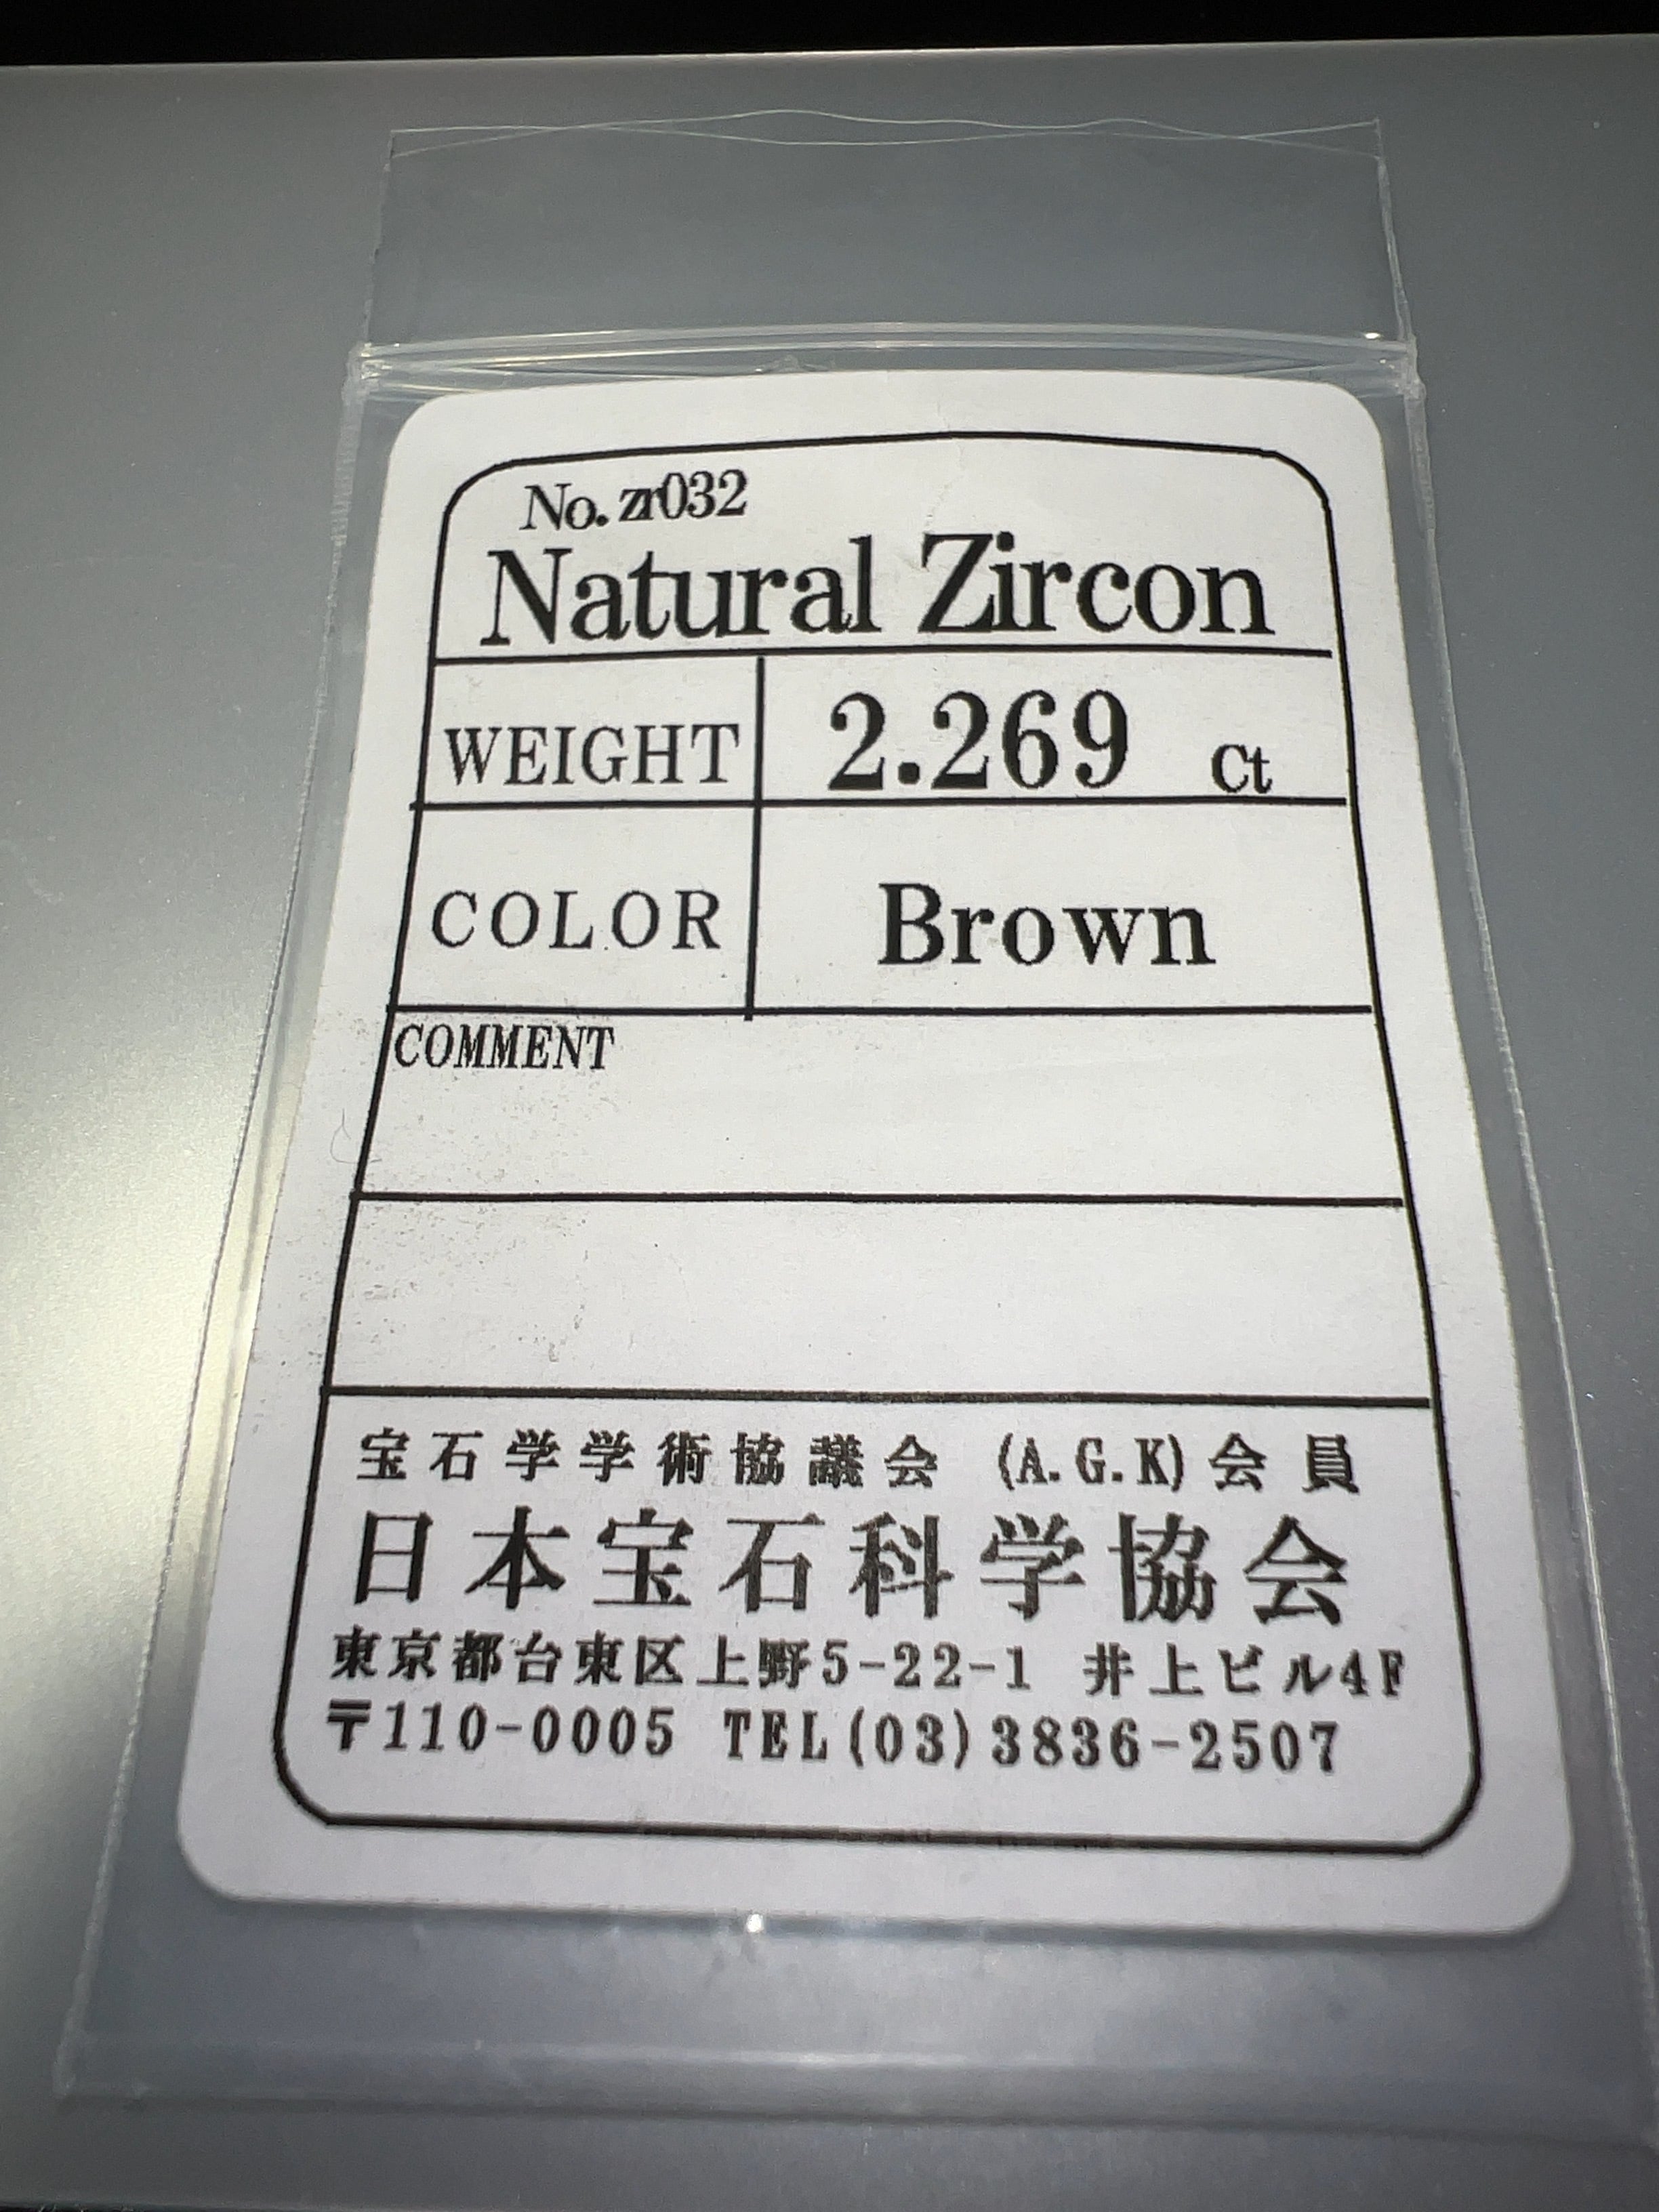 No. zr032
Natural Zircon
WEIGHT 2.269 Ct
COLOR Brown
COMMENT
宝石学学術協議会 (A.G.K)会員
日本宝石科学協会
東京都台東区上野5-22-1 井上ビル4F
〒110-0005 TEL(03)3836-2507